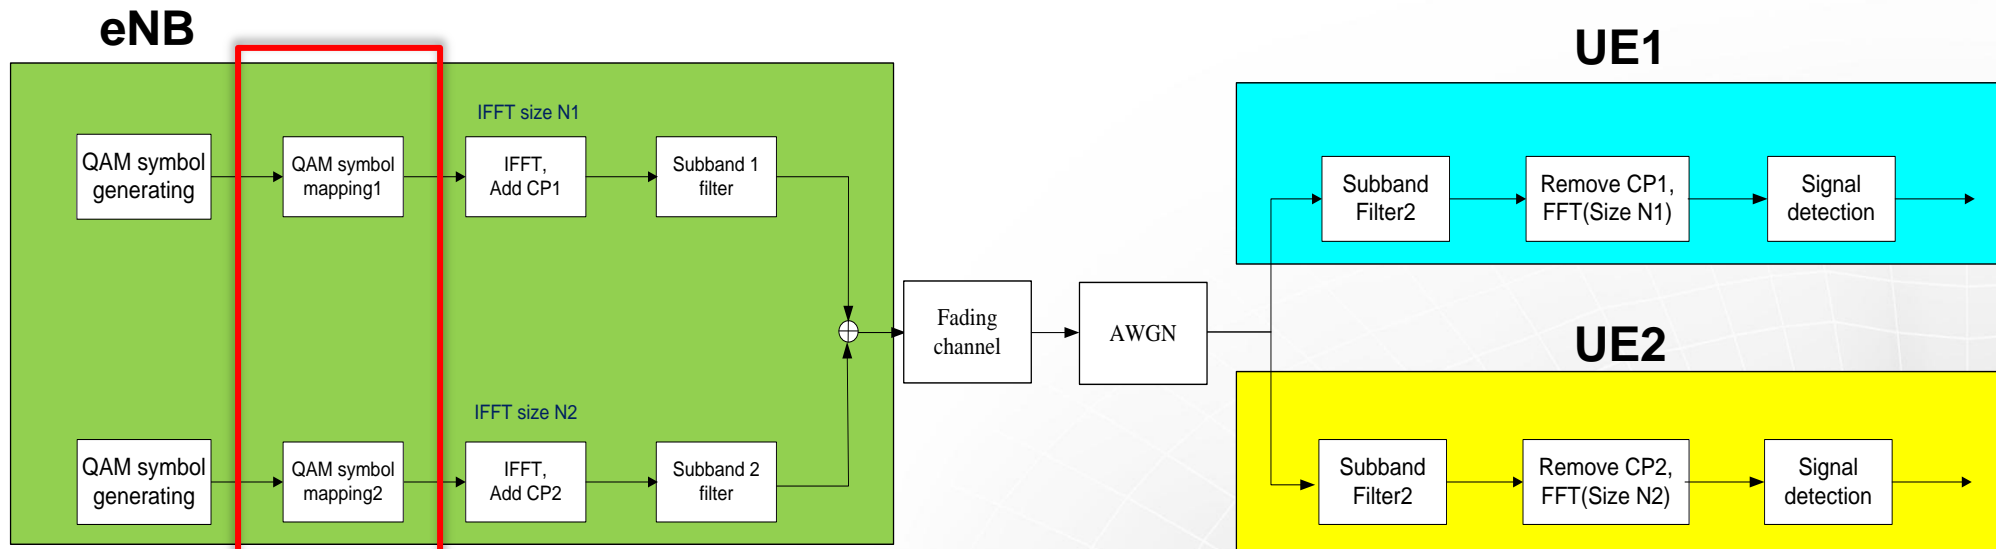 eNB
IFFT size N1
QAM symbol
generating
QAM symbol
mapping1
IFFT,
Add CP1
Subband 1
filter
IFFT size N2
QAM symbol
generating
QAM symbol
mapping2
IFFT,
Add CP2
Subband 2
filter
Fading
channel
AWGN
UE1
Subband
Filter2
Remove CP1,
FFT(Size N1)
Signal
detection
UE2
Subband
Filter2
Remove CP2,
FFT(Size N2)
Signal
detection